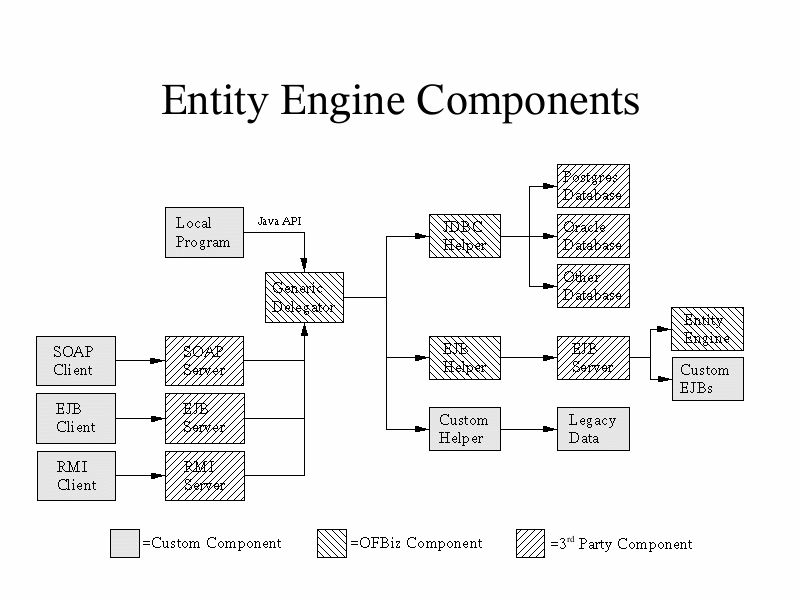 Entity Engine Components
Local
Program
Java API
Generic
Delegator
JDBC
Helper
Postgres
Database
Oracle
Database
Other
Database
SOAP
Client
SOAP
Server
EJB
Helper
EJB
Server
Entity
Engine
Custom
EJBs
EJB
Client
EJB
Server
Custom
Helper
Legacy
Data
RMI
Client
RMI
Server
=Custom Component
=OFBiz Component
=3rd Party Component